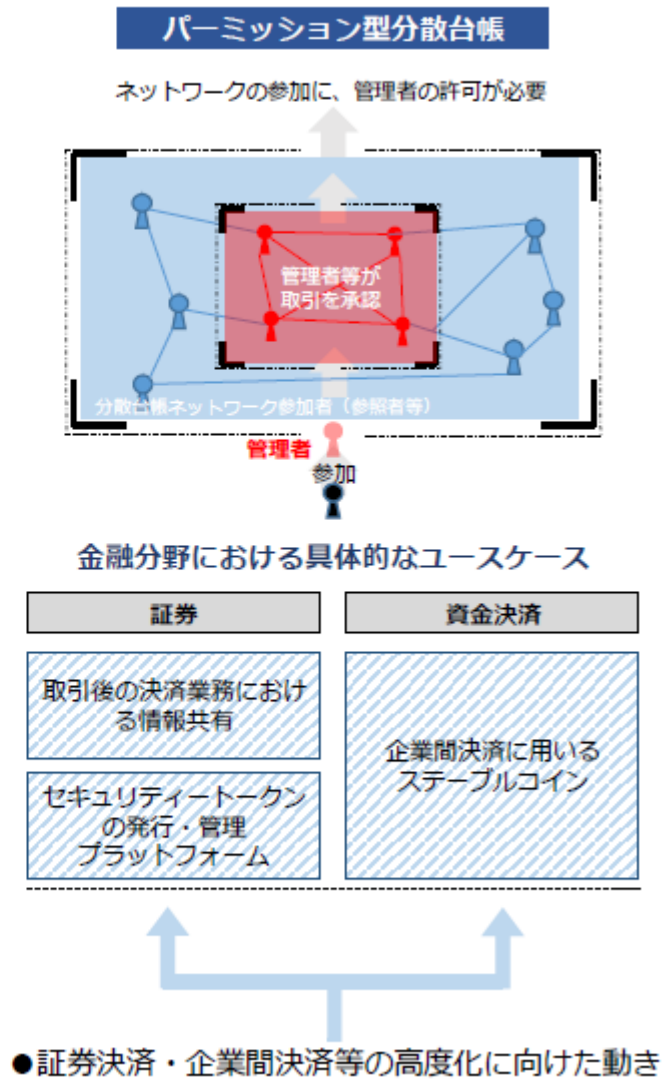 パーミッション型分散台帳
ネットワークの参加に、管理者の許可が必要
管理者等が
取引を承認
分散台帳ネットワーク参加者（参照者等）
管理者
参加
金融分野における具体的なユースケース
証券
資金決済
取引後の決済業務におけ
る情報共有
企業間決済に用いる
ステーブルコイン
セキュリティートークン
の発行・管理
プラットフォーム
●証券決済・企業間決済等の高度化に向けた動き